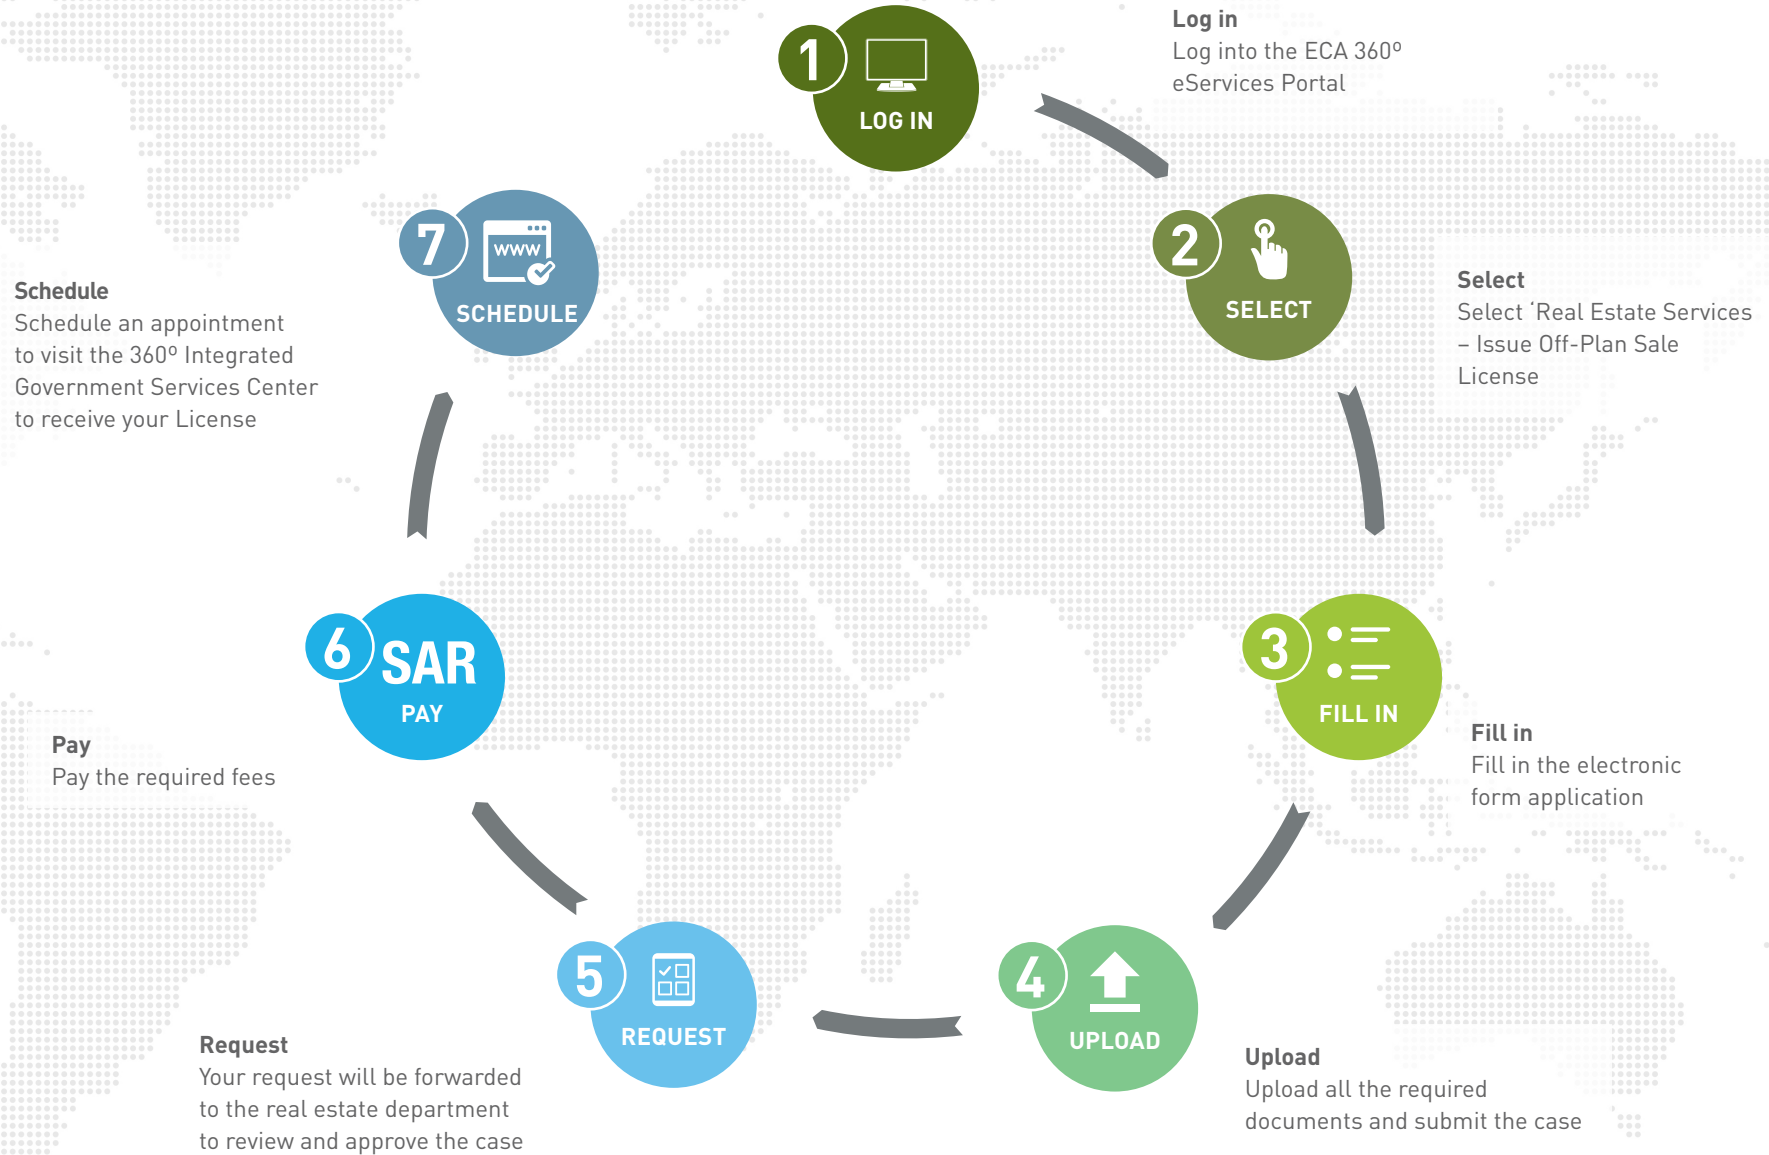 1
LOG IN
Log in
Log into the ECA 360º
eServices Portal
2
SELECT
Select
Select ‘Real Estate Services
– Issue Off-Plan Sale
License
3
FILL IN
Fill in
Fill in the electronic
form application
4
UPLOAD
Upload
Upload all the required
documents and submit the case
5
REQUEST
Request
Your request will be forwarded
to the real estate department
to review and approve the case
6
SAR
PAY
Pay
Pay the required fees
7
WWW
SCHEDULE
Schedule
Schedule an appointment
to visit the 360º Integrated
Government Services Center
to receive your License